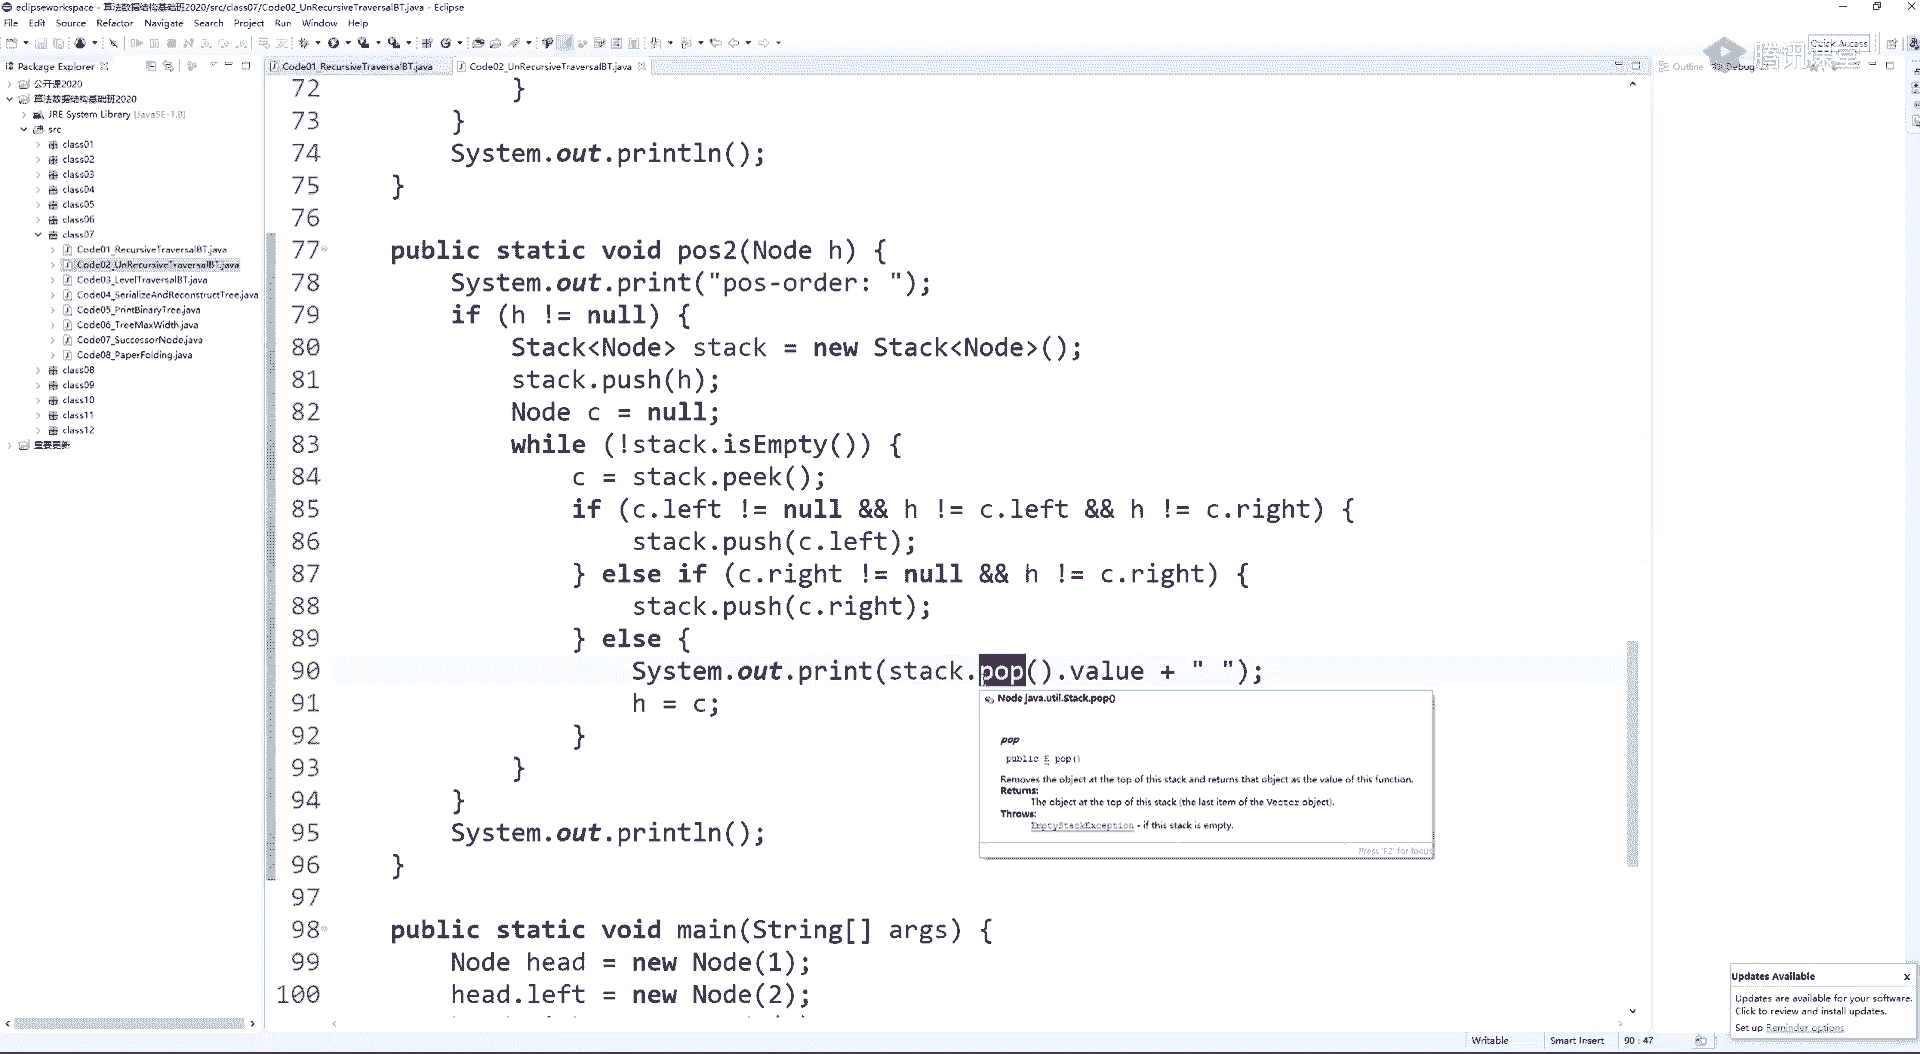 eclipseworkspace - 算法数据结构基础班2020/src/class07/Code02_UnRecursiveTraversalBT.java - Eclipse
File Edit Source Refactor Navigate Search Project Run Window Help
Quick Access
腾讯课堂
Package Explorer
Code01_RecursiveTraversalBT.java
Code02_UnRecursiveTraversalBT.java
Outline
Debug
公开课2020
算法数据结构基础班2020
JRE System Library [JavaSE-1.8]
src
class01
class02
class03
class04
class05
class06
class07
Code01_RecursiveTraversalBT.java
Code02_UnRecursiveTraversalBT.java
Code03_LevelTraversalBT.java
Code04_SerializeAndReconstructTree.java
Code05_PrintBinaryTree.java
Code06_TreeMaxWidth.java
Code07_SuccessorNode.java
Code08_PaperFolding.java
class08
class09
class10
class11
class12
重要更新
72 }
73 }
74 System.out.println();
75 }
76
77 public static void pos2(Node h) {
78 System.out.print("pos-order: ");
79 if (h != null) {
80 Stack<Node> stack = new Stack<Node>();
81 stack.push(h);
82 Node c = null;
83 while (!stack.isEmpty()) {
84 c = stack.peek();
85 if (c.left != null && h != c.left && h != c.right) {
86 stack.push(c.left);
87 } else if (c.right != null && h != c.right) {
88 stack.push(c.right);
89 } else {
90 System.out.print(stack.pop().value + " ");
91 h = c;
92 }
93 }
94 }
95 System.out.println();
96 }
97
98 public static void main(String[] args) {
99 Node head = new Node(1);
100 head.left = new Node(2);
Node java.util.Stack.pop()
pop
public E pop()
Removes the object at the top of this stack and returns that object as the value of this function.
Returns:
The object at the top of this stack (the last item of the Vector object).
Throws:
EmptyStackException - if this stack is empty.
Press 'F2' for focus
Updates Available
Updates are available for your software.
Click to review and install updates.
Set up Reminder options
Writable
Smart Insert
90 : 47